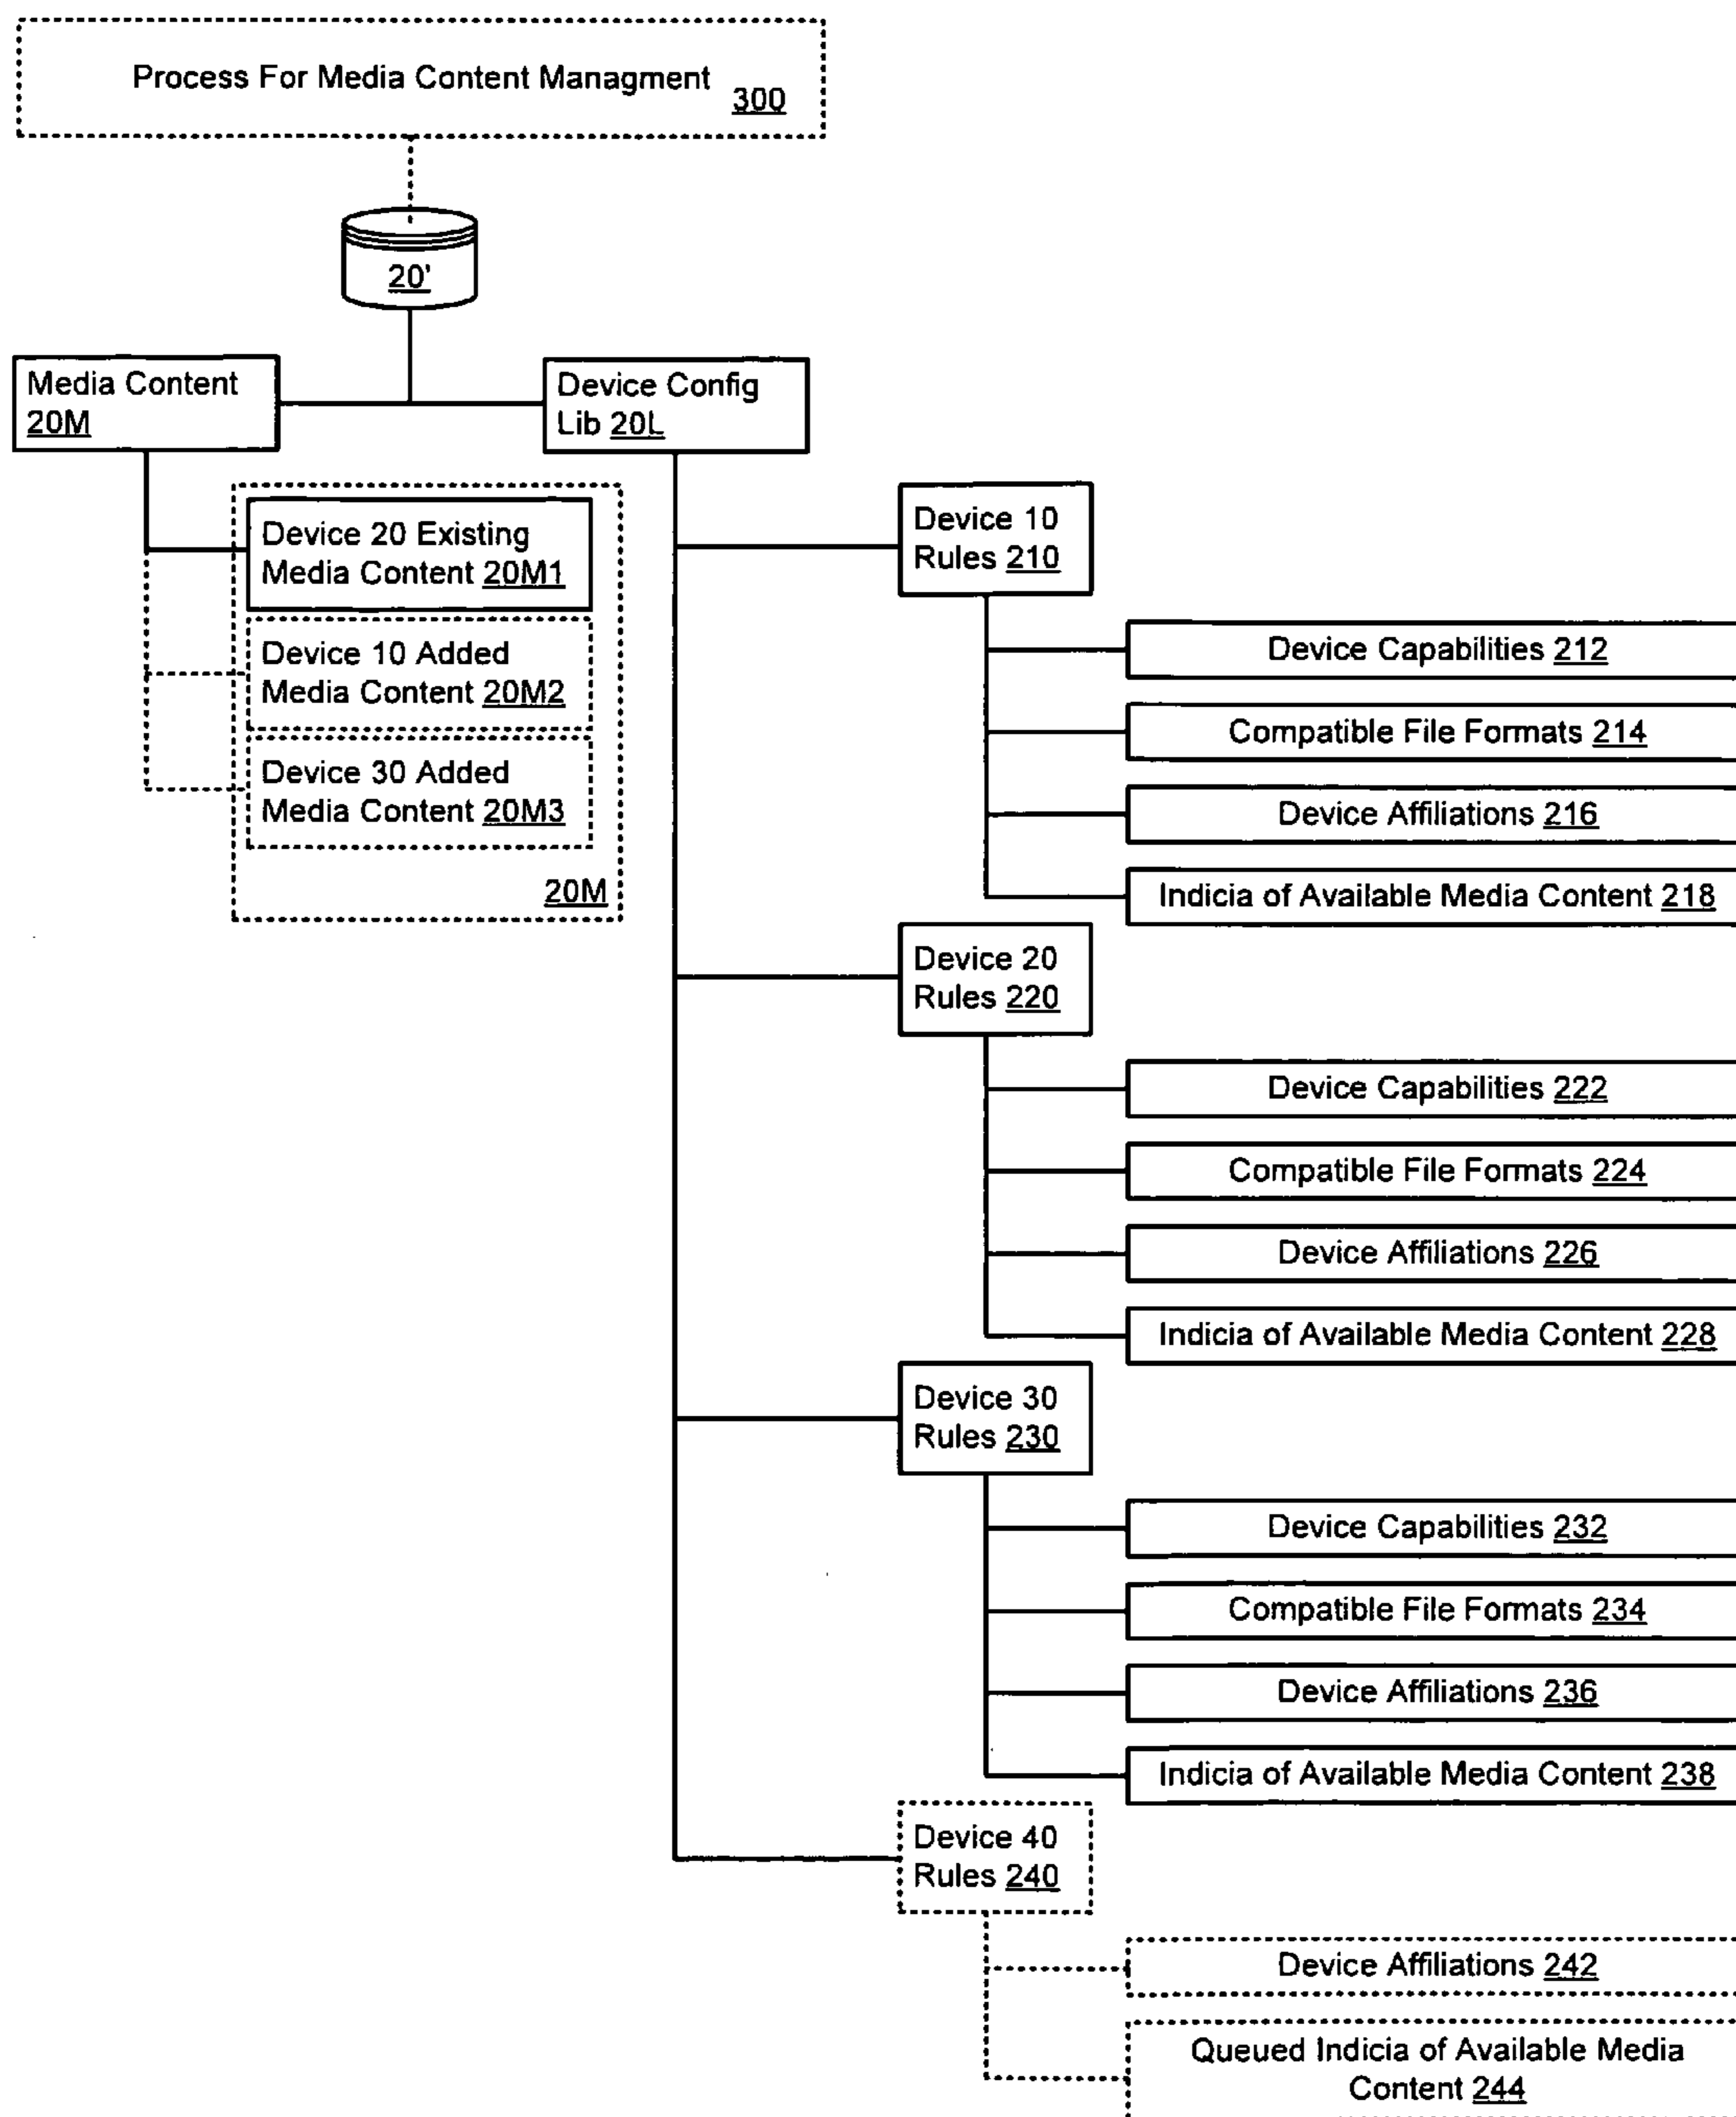 Process For Media Content Managment 300
20'
Media Content
20M
Device Config
Lib 20L
Device 20 Existing
Media Content 20M1
Device 10 Added
Media Content 20M2
Device 30 Added
Media Content 20M3
20M
Device 10
Rules 210
Device Capabilities 212
Compatible File Formats 214
Device Affiliations 216
Indicia of Available Media Content 218
Device 20
Rules 220
Device Capabilities 222
Compatible File Formats 224
Device Affiliations 226
Indicia of Available Media Content 228
Device 30
Rules 230
Device Capabilities 232
Compatible File Formats 234
Device Affiliations 236
Indicia of Available Media Content 238
Device 40
Rules 240
Device Affiliations 242
Queued Indicia of Available Media
Content 244